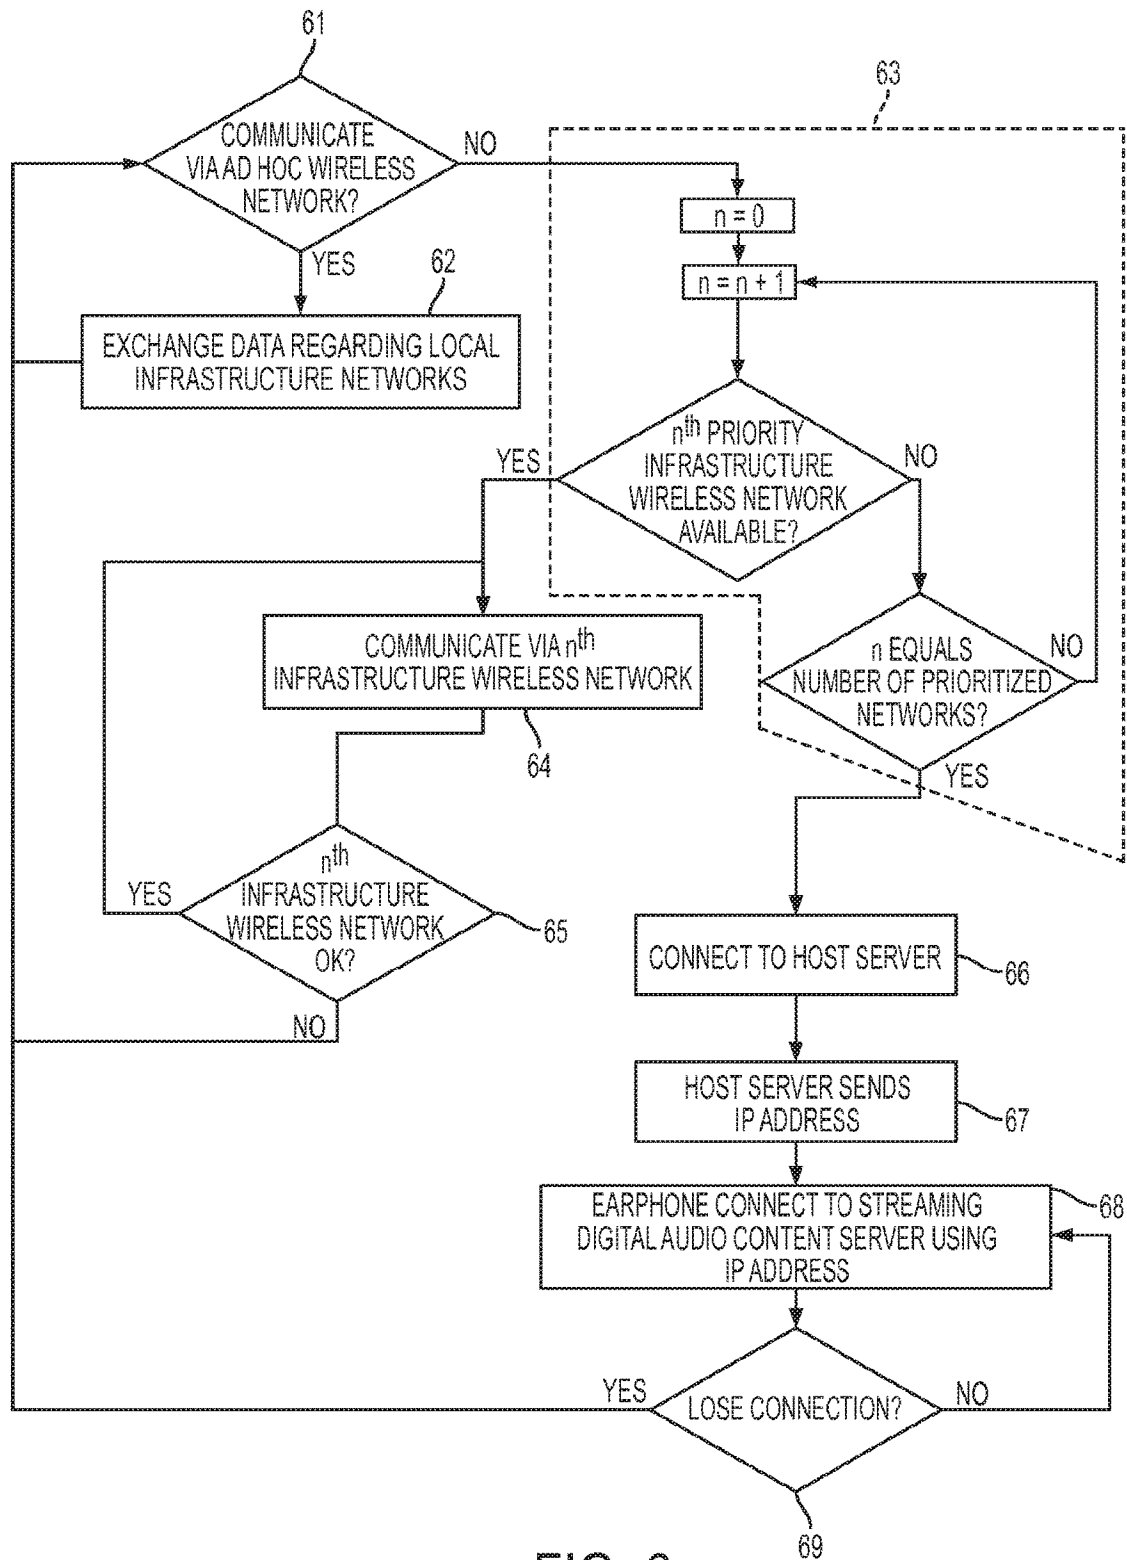 61
COMMUNICATE
VIA AD HOC WIRELESS
NETWORK?
NO
YES
62
EXCHANGE DATA REGARDING LOCAL
INFRASTRUCTURE NETWORKS
63
n = 0
n = n + 1
nth PRIORITY
INFRASTRUCTURE
WIRELESS NETWORK
AVAILABLE?
YES
NO
n EQUALS
NUMBER OF PRIORITIZED
NETWORKS?
NO
YES
COMMUNICATE VIA nth
INFRASTRUCTURE WIRELESS NETWORK
64
nth
INFRASTRUCTURE
WIRELESS NETWORK
OK?
YES
65
NO
CONNECT TO HOST SERVER
66
HOST SERVER SENDS
IP ADDRESS
67
EARPHONE CONNECT TO STREAMING
DIGITAL AUDIO CONTENT SERVER USING
IP ADDRESS
68
LOSE CONNECTION?
YES
NO
69
FIG.